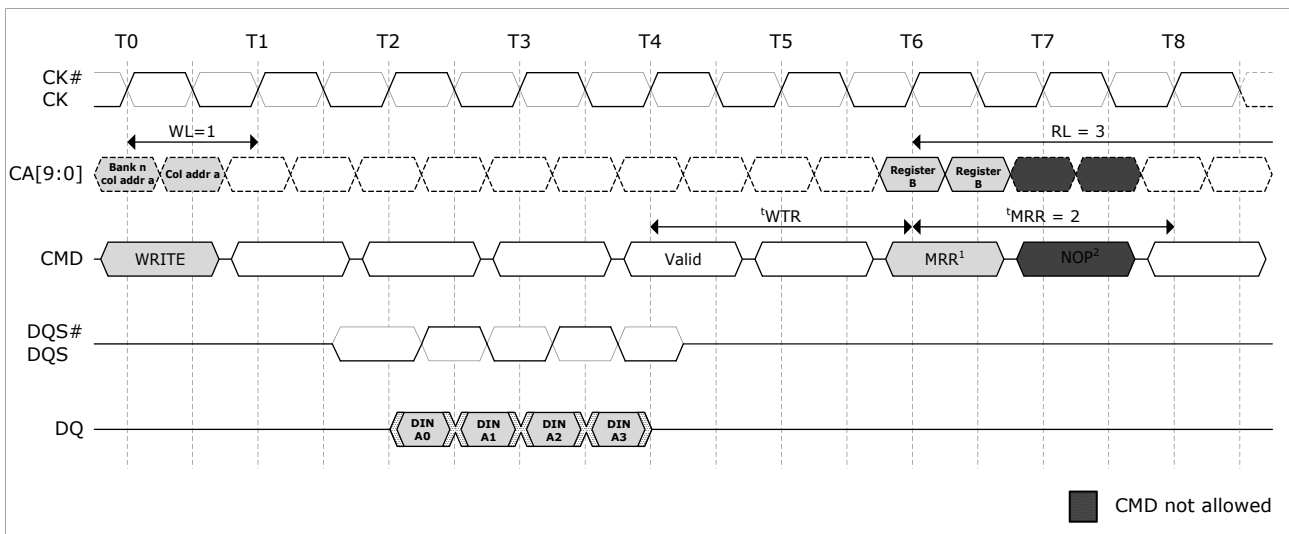 T0 T1 T2 T3 T4 T5 T6 T7 T8
CK#
CK
WL=1 RL = 3
CA[9:0] Bank n col addr a Col addr a Register B Register B
tWTR tMRR = 2
CMD WRITE Valid MRR1 NOP2
DQS#
DQS
DQ DIN A0 DIN A1 DIN A2 DIN A3
CMD not allowed